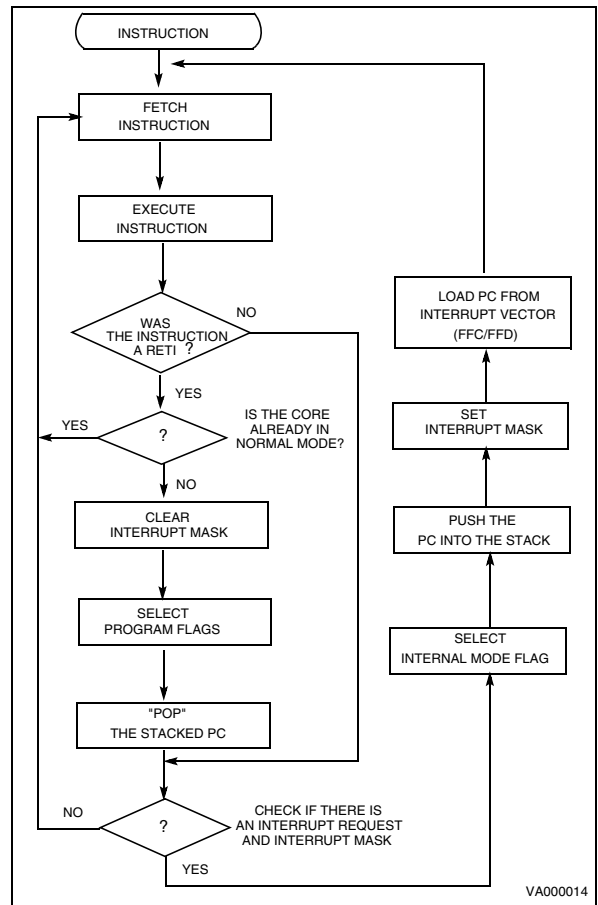 INSTRUCTION
FETCH
INSTRUCTION
EXECUTE
INSTRUCTION
WAS
THE INSTRUCTION
A RETI ?
NO
YES
?
IS THE CORE
ALREADY IN
NORMAL MODE?
YES
NO
CLEAR
INTERRUPT MASK
SELECT
PROGRAM FLAGS
"POP"
THE STACKED PC
?
CHECK IF THERE IS
AN INTERRUPT REQUEST
AND INTERRUPT MASK
NO
YES
SELECT
INTERNAL MODE FLAG
PUSH THE
PC INTO THE STACK
SET
INTERRUPT MASK
LOAD PC FROM
INTERRUPT VECTOR
(FFC/FFD)
VA000014